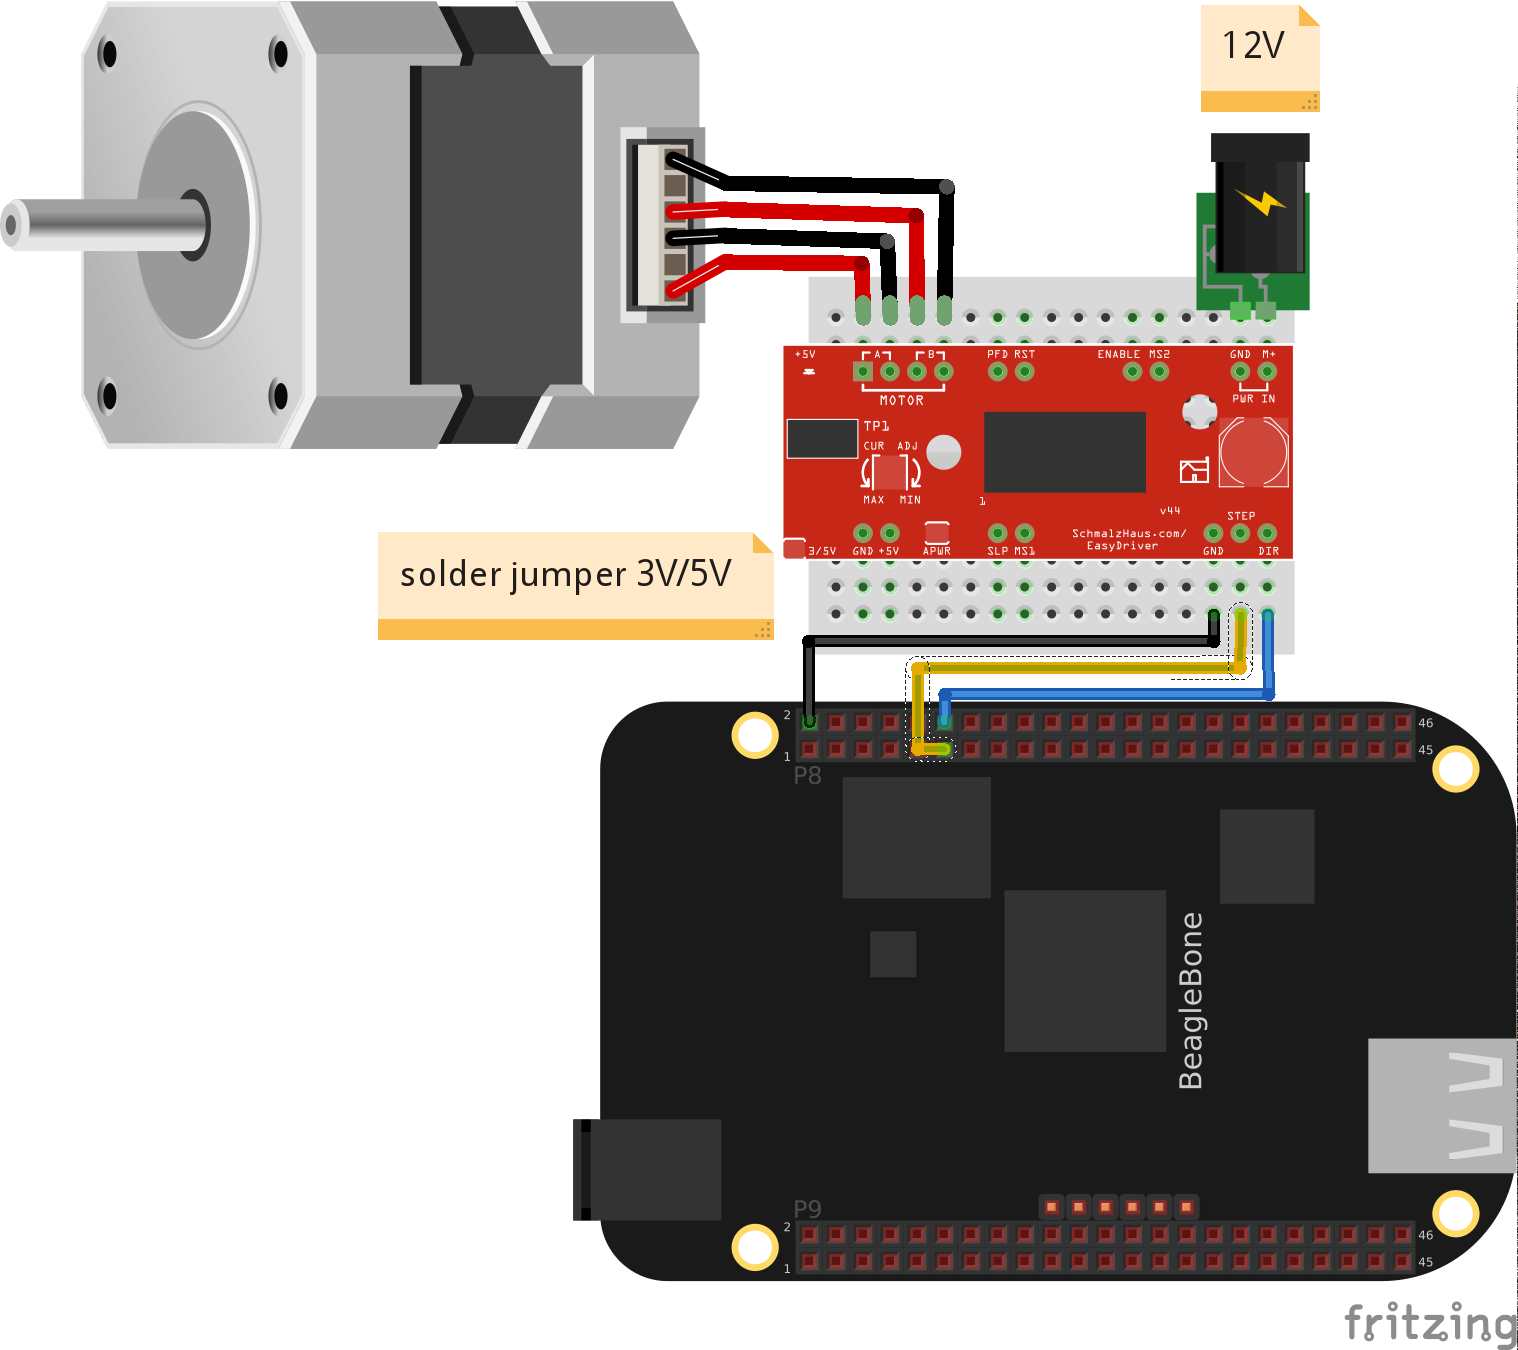 12V
+5V
A
B
PFD RST
ENABLE MS2
GND M+
MOTOR
PWR IN
TP1
CUR ADJ
MAX MIN
1
v44
STEP
SchmalzHaus.com/
EasyDriver
3/5V
GND +5V
APWR
SLP MS1
GND
DIR
solder jumper 3V/5V
2
46
1
45
P8
BeagleBone
P9
2
46
1
45
fritzing